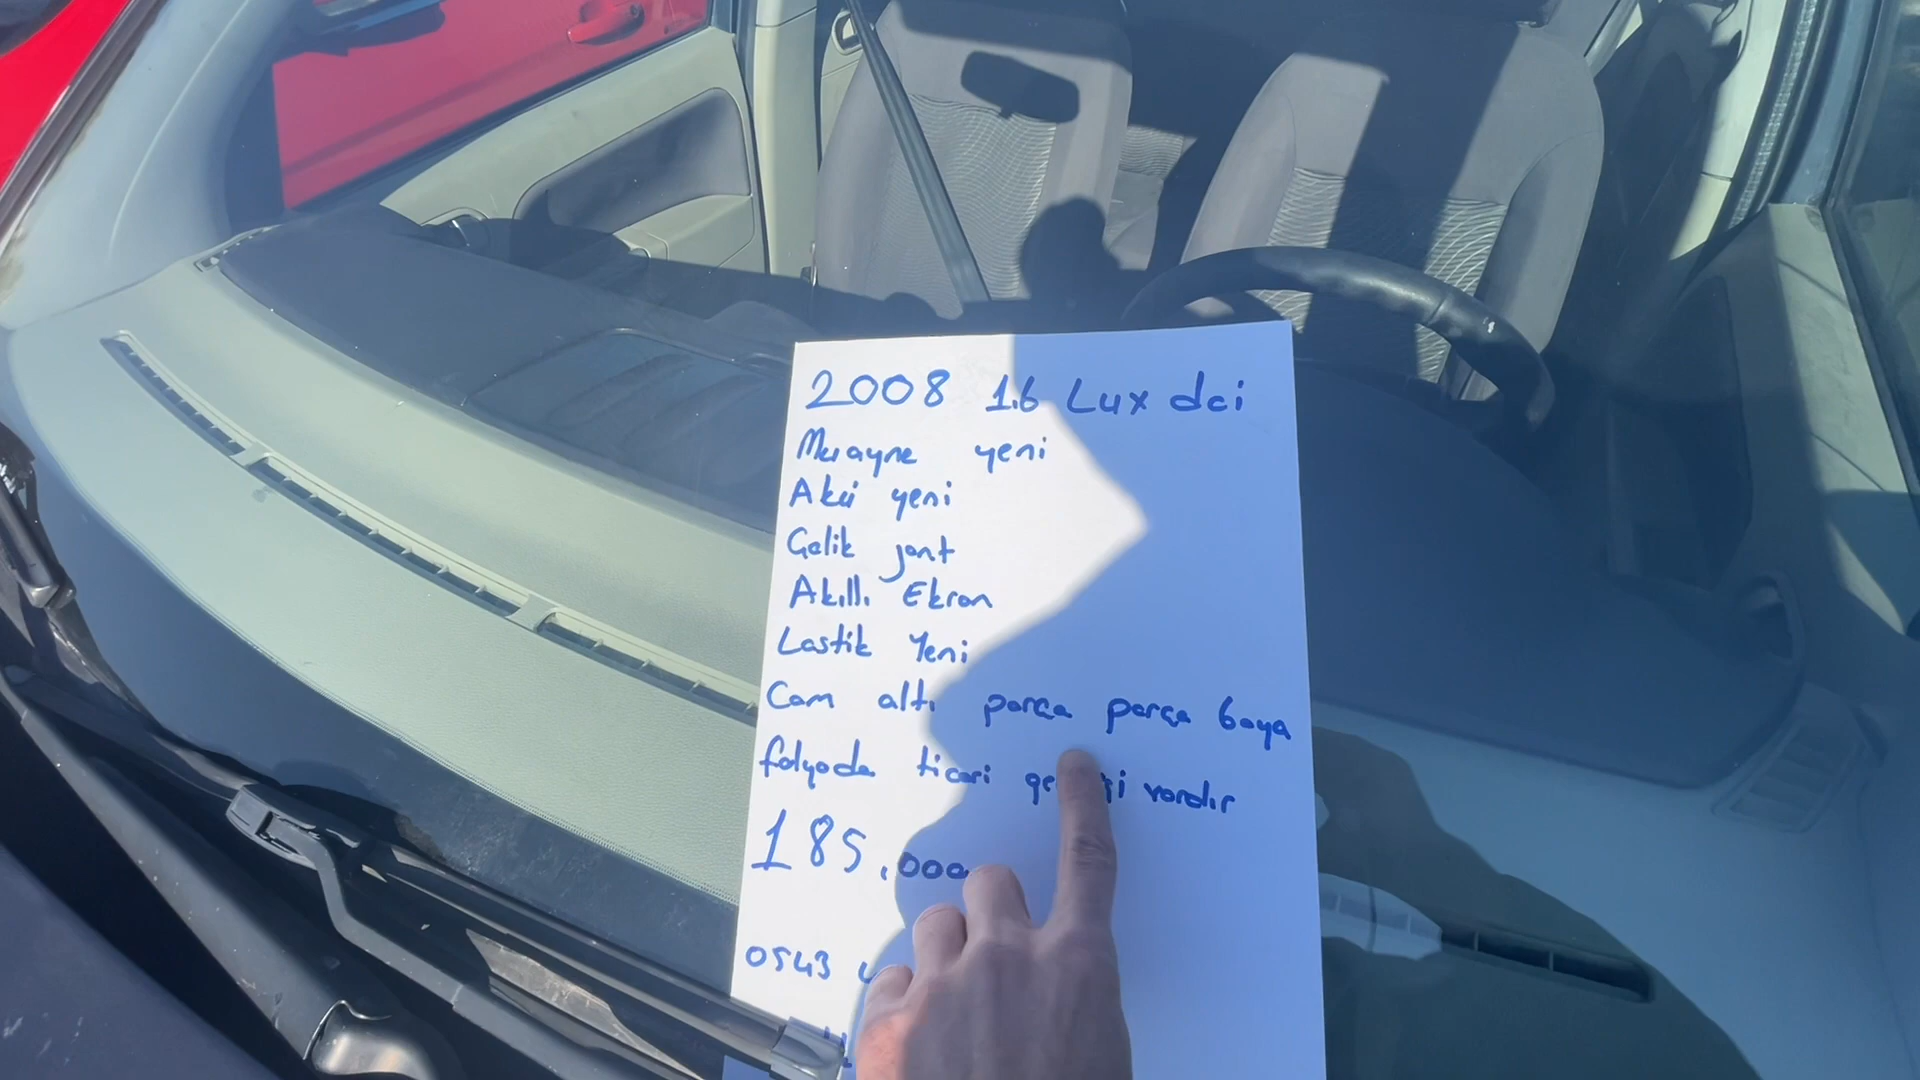 2008 1.6 Lux dci
Muayne yeni
Akü yeni
Çelik jant
Akıllı Ekran
Lastik Yeni
Cam altı parça parça boya
folyoda ticari vardır
185.000
0543